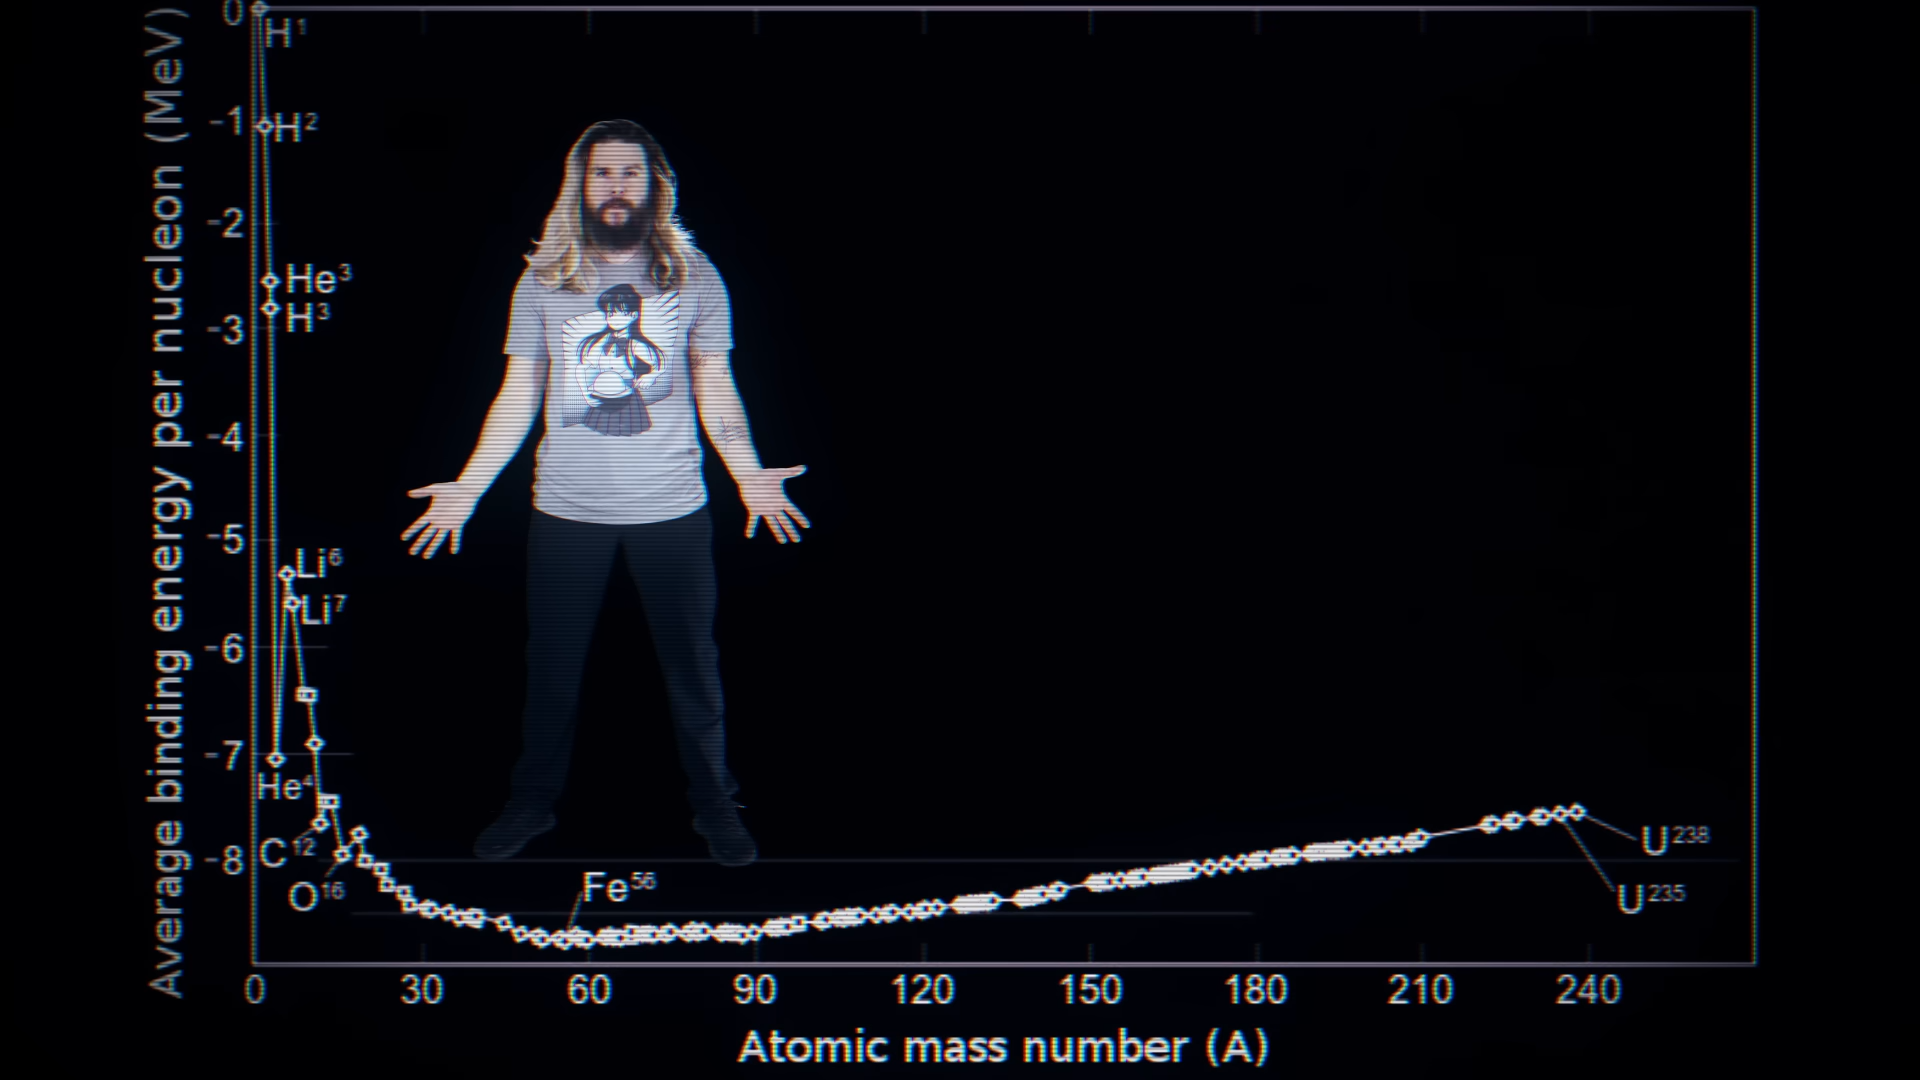 Average binding energy per nucleon (MeV)
0
-1
-2
-3
-4
-5
-6
-7
-8
H¹
H²
He³
H³
Li⁶
Li⁷
He⁴
C¹²
O¹⁶
Fe⁵⁶
U²³⁸
U²³⁵
0 30 60 90 120 150 180 210 240
Atomic mass number (A)